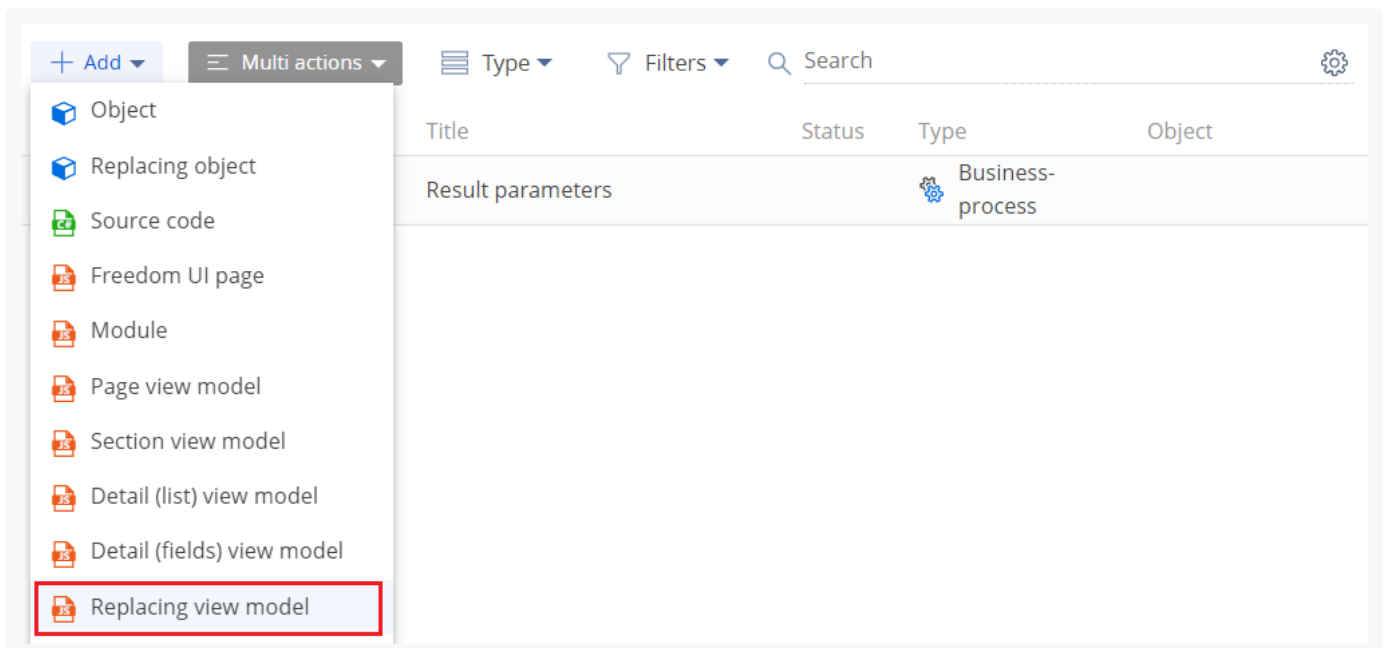 Add
Multi actions
Type
Filters
Search
Object
Replacing object
Source code
Freedom UI page
Module
Page view model
Section view model
Detail (list) view model
Detail (fields) view model
Replacing view model
Title
Status
Type
Object
Result parameters
Business-
process